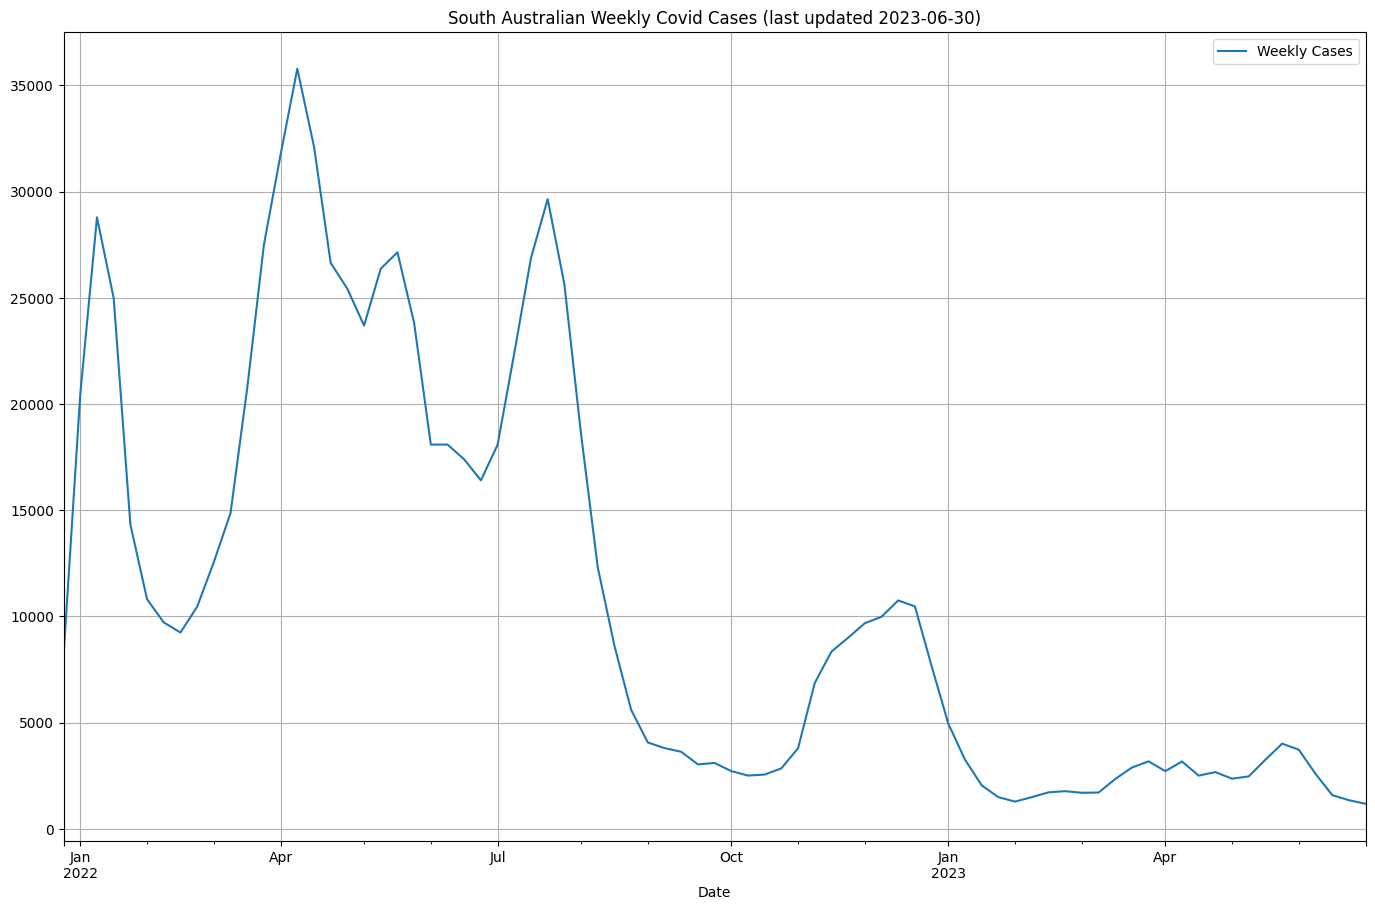 South Australian Weekly Covid Cases (last updated 2023-06-30)
Weekly Cases
35000
30000
25000
20000
15000
10000
5000
0
Jan Apr Jul Oct Jan Apr
2022 2023
Date